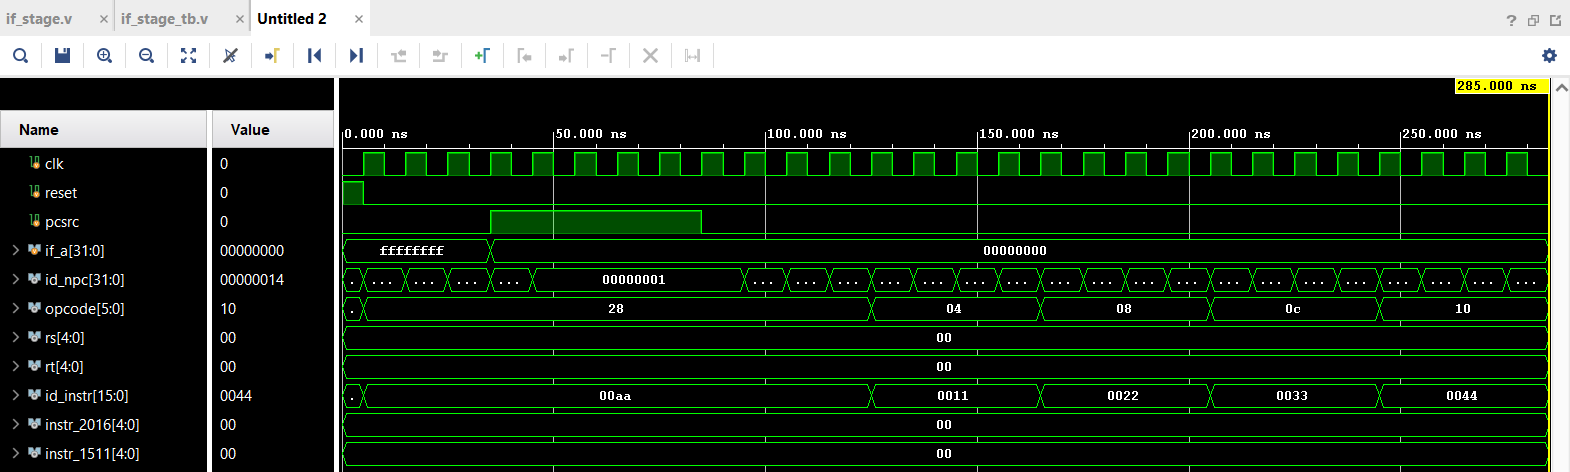 if_stage.v × if_stage_tb.v × Untitled 2 ×
?
285.000 ns
Name Value
0.000 ns 50.000 ns 100.000 ns 150.000 ns 200.000 ns 250.000 ns
clk 0
reset 0
pcsrc 0
if_a[31:0] 00000000 ffffffff 00000000
id_npc[31:0] 00000014 . ... ... ... ... 00000001 ... ... ... ... ... ... ... ... ... ... ... ... ... ... ... ... ... ... ...
opcode[5:0] 10 . 28 04 08 0c 10
rs[4:0] 00 00
rt[4:0] 00 00
id_instr[15:0] 0044 . 00aa 0011 0022 0033 0044
instr_2016[4:0] 00 00
instr_1511[4:0] 00 00